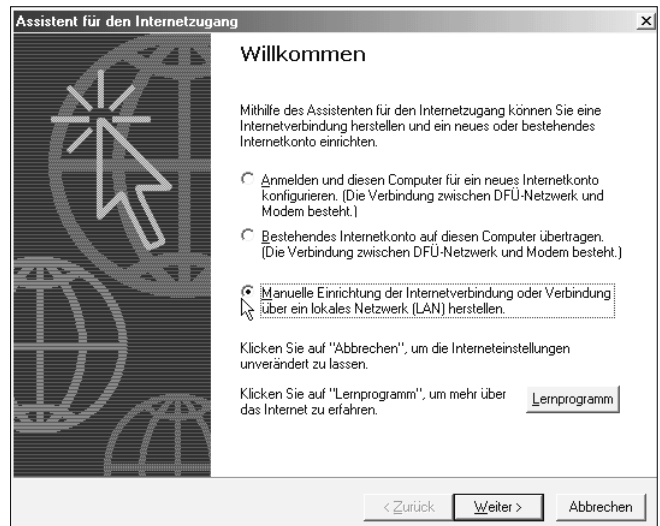 Assistent für den Internetzugang
Willkommen
Mithilfe des Assistenten für den Internetzugang können Sie eine
Internetverbindung herstellen und ein neues oder bestehendes
Internetkonto einrichten.
Anmelden und diesen Computer für ein neues Internetkonto
konfigurieren. (Die Verbindung zwischen DFÜ-Netzwerk und
Modem besteht.)
Bestehendes Internetkonto auf diesen Computer übertragen.
(Die Verbindung zwischen DFÜ-Netzwerk und Modem besteht.)
Manuelle Einrichtung der Internetverbindung oder Verbindung
über ein lokales Netzwerk (LAN) herstellen.
Klicken Sie auf "Abbrechen", um die Interneteinstellungen
unverändert zu lassen.
Klicken Sie auf "Lernprogramm", um mehr über
das Internet zu erfahren.
Lernprogramm
< Zurück
Weiter >
Abbrechen